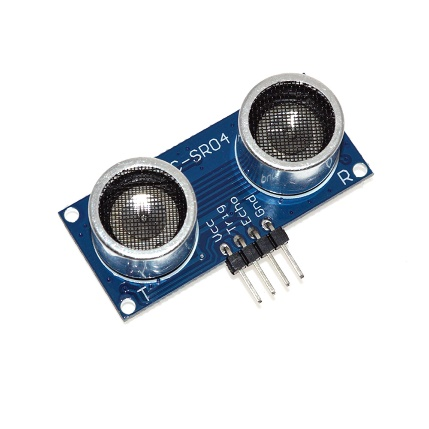 C-SR04
Vcc
Trig
Echo
Gnd
T
R